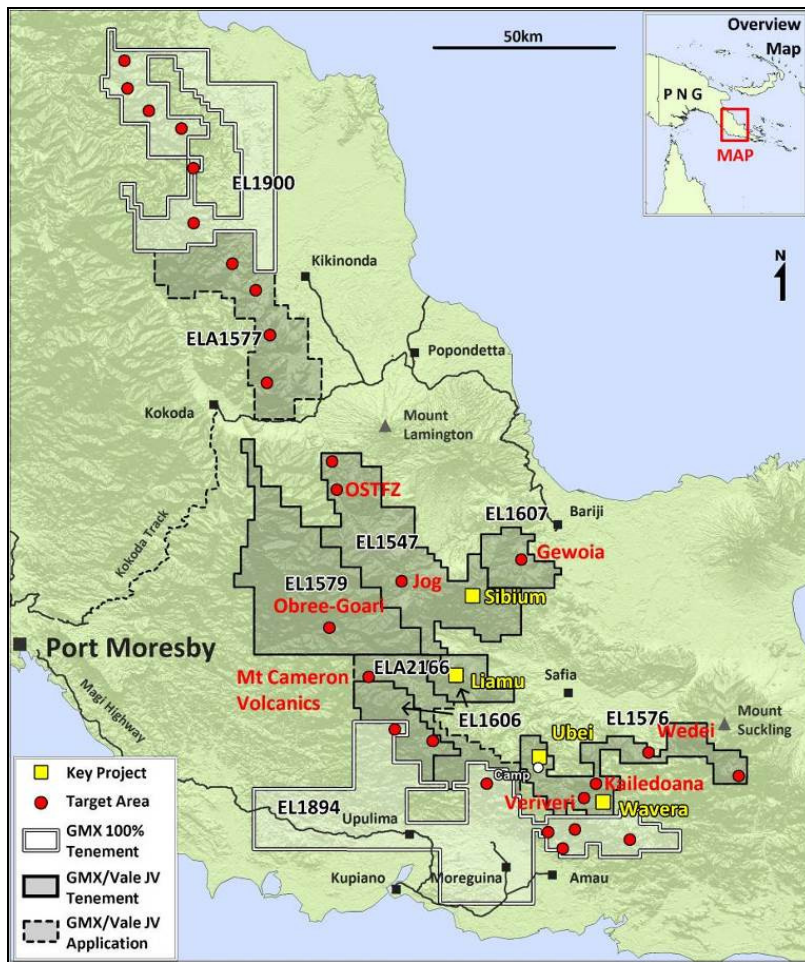 50km
Overview
Map
PNG
MAP
N
EL1900
Kikinonda
ELA1577
Popondetta
Kokoda
Mount
Lamington
OSTFZ
Kokoda Track
EL1607
Bariji
EL1547
Gewoia
EL1579
Jog
Sibium
Obree-Goari
Port Moresby
ELA2166
Mt Cameron
Volcanics
Liamu
Safia
Magi Highway
EL1606
EL1576
Mount
Suckling
Wedei
Ubei
Camp
Kailedoana
Veriveri
Wavera
EL1894
Upulima
Kupiano
Moreguina
Amau
Key Project
Target Area
GMX 100%
Tenement
GMX/Vale JV
Tenement
GMX/Vale JV
Application